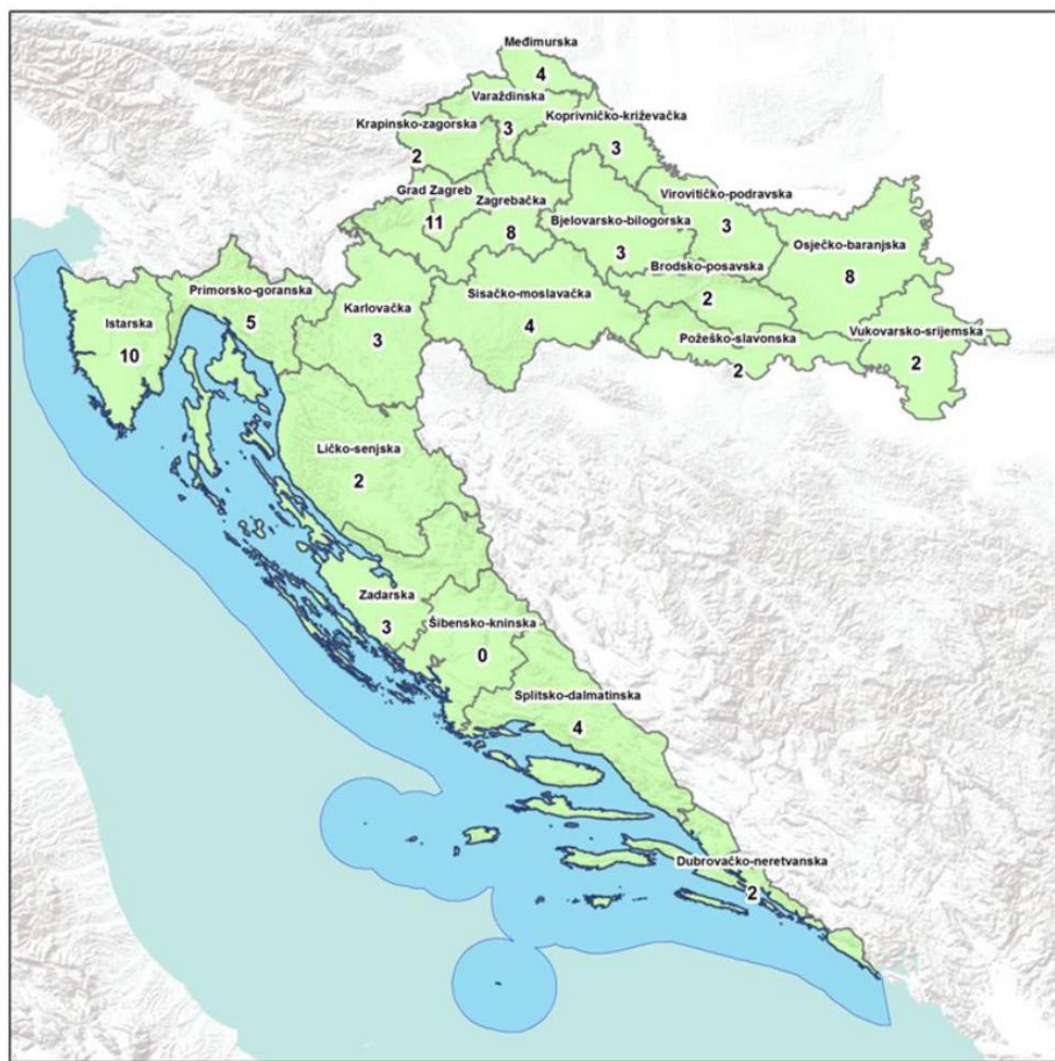 Međimurska
4
Varaždinska
3
Koprivničko-križevačka
3
Krapinsko-zagorska
2
Grad Zagreb
11
Zagrebačka
8
Virovitičko-podravska
3
Bjelovarsko-bilogorska
3
Osječko-baranjska
8
Brodsko-posavska
2
Primorsko-goranska
5
Sisačko-moslavačka
4
Karlovačka
3
Istarska
10
Vukovarsko-srijemska
2
Požeško-slavonska
2
Ličko-senjska
2
Zadarska
3
Šibensko-kninska
0
Splitsko-dalmatinska
4
Dubrovačko-neretvanska
2